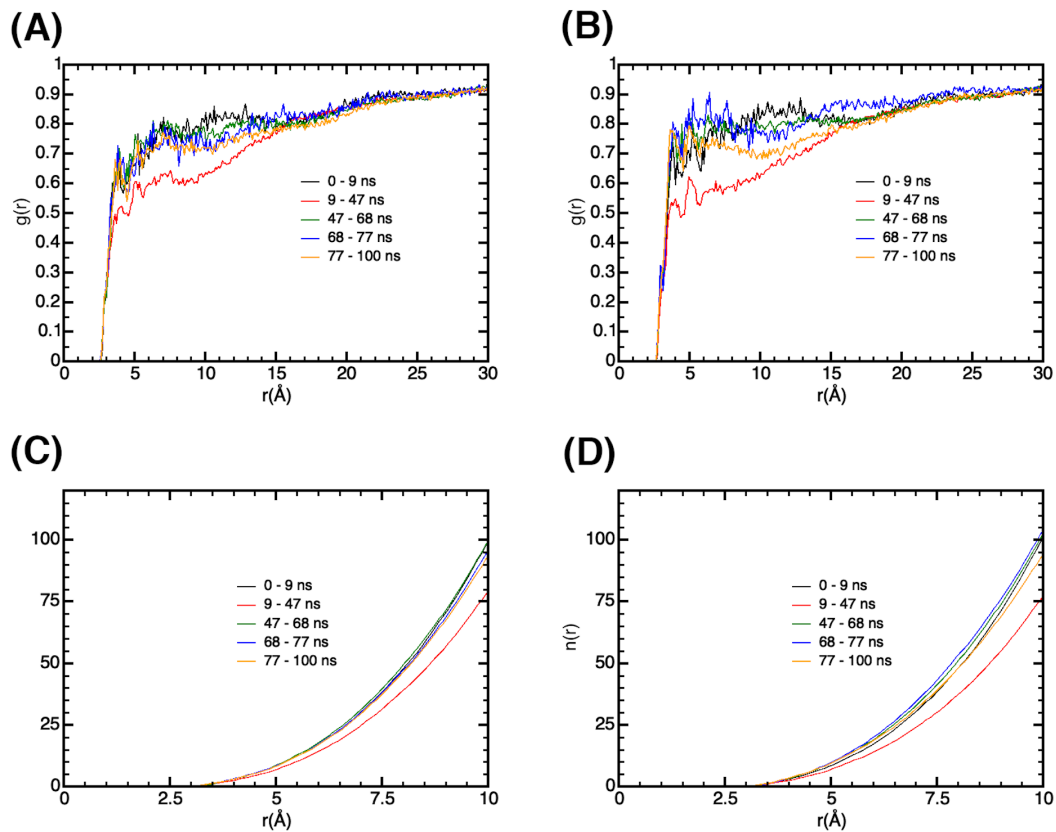 (A)
1
0.9
0.8
0.7
0.6
0.5
0.4
0.3
0.2
0.1
0
g(r)
0 - 9 ns
9 - 47 ns
47 - 68 ns
68 - 77 ns
77 - 100 ns
0 5 10 15 20 25 30
r(Å)
(B)
1
0.9
0.8
0.7
0.6
0.5
0.4
0.3
0.2
0.1
0
g(r)
0 - 9 ns
9 - 47 ns
47 - 68 ns
68 - 77 ns
77 - 100 ns
0 5 10 15 20 25 30
r(Å)
(C)
100
75
50
25
0
0 - 9 ns
9 - 47 ns
47 - 68 ns
68 - 77 ns
77 - 100 ns
0 2.5 5 7.5 10
r(Å)
(D)
100
75
50
25
0
n(r)
0 - 9 ns
9 - 47 ns
47 - 68 ns
68 - 77 ns
77 - 100 ns
0 2.5 5 7.5 10
r(Å)